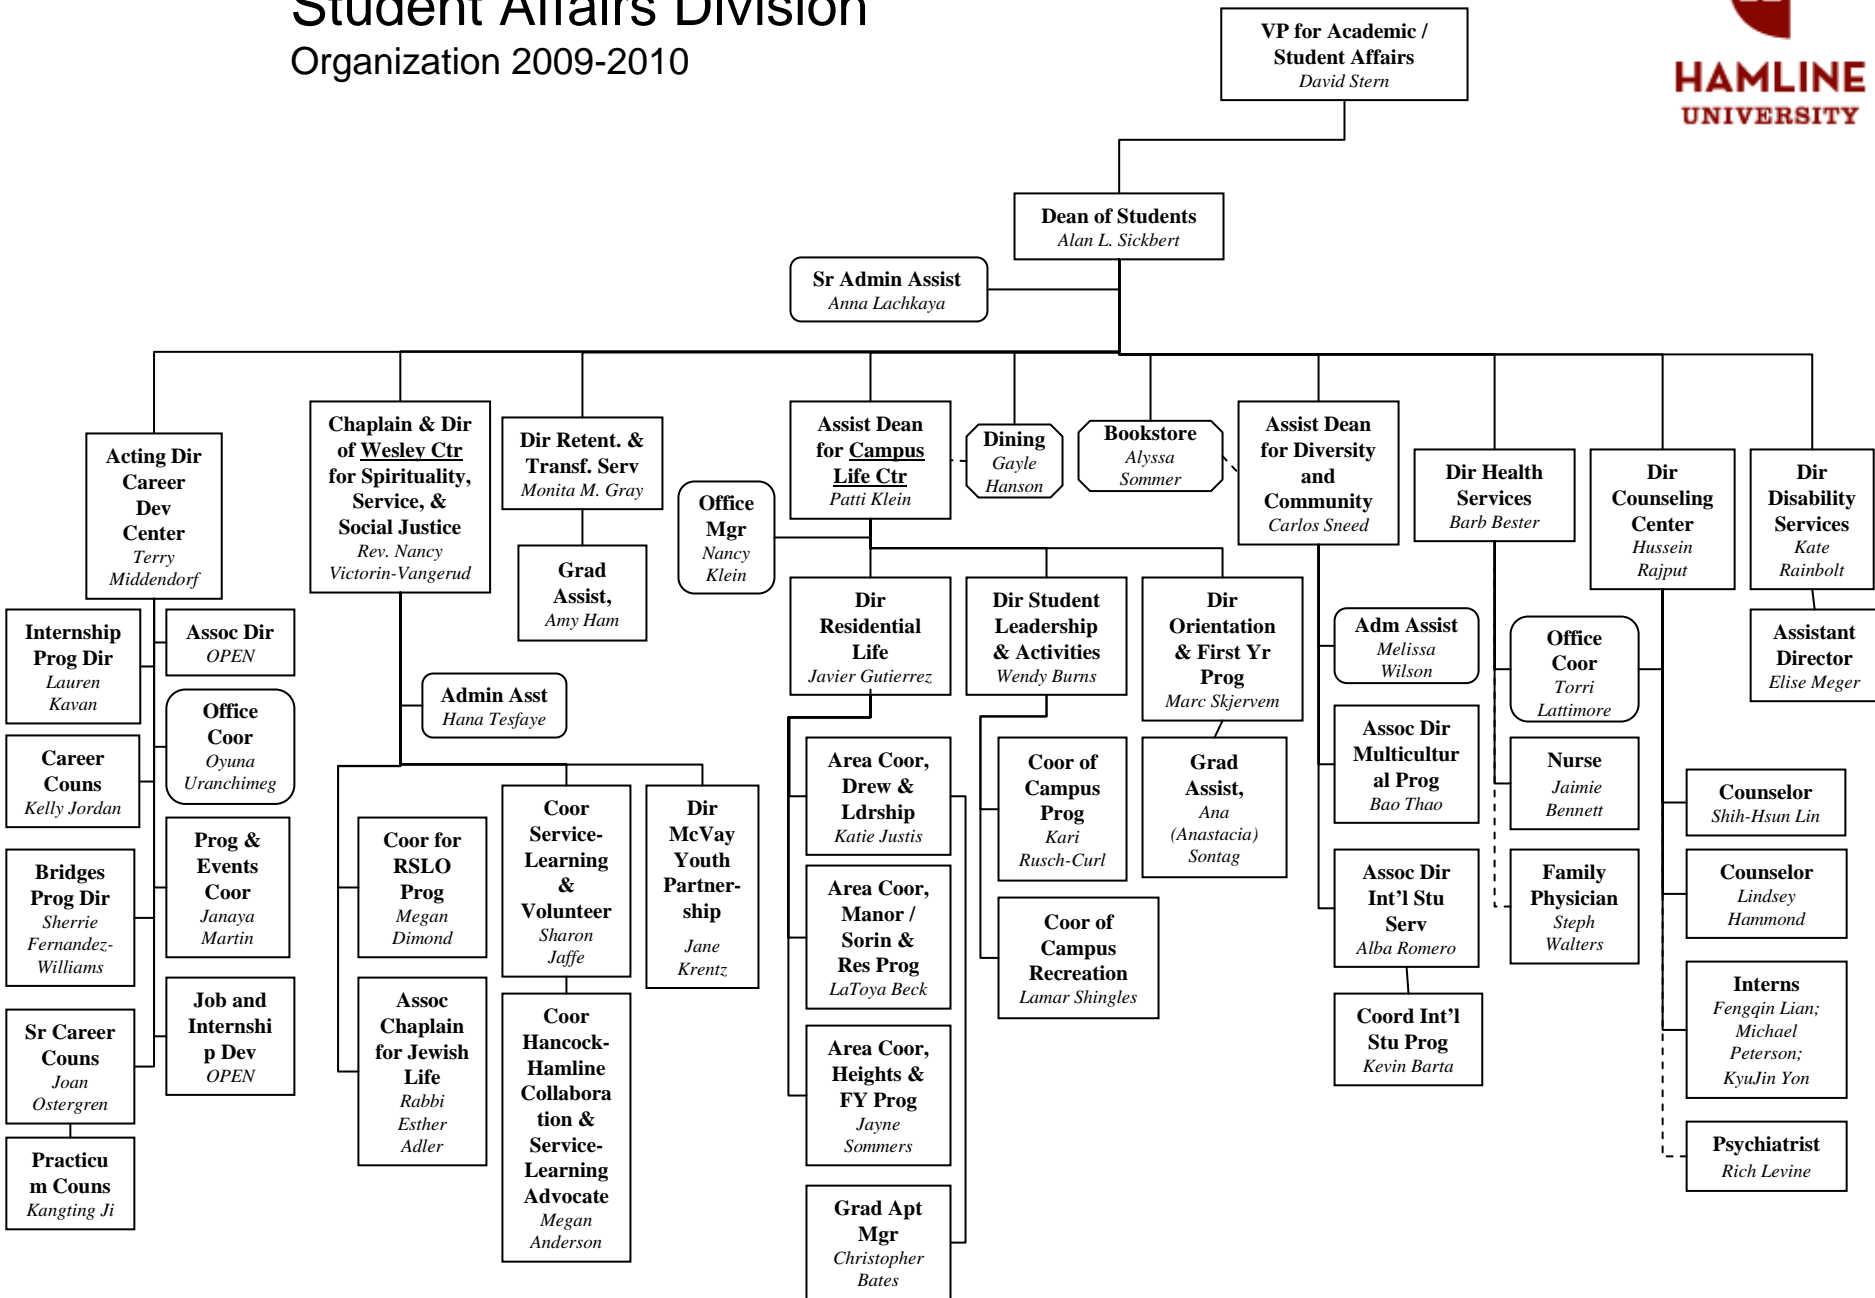 Student Affairs Division
Organization 2009-2010
HAMLINE
UNIVERSITY
VP for Academic /
Student Affairs
David Stern
Dean of Students
Alan L. Sickbert
Sr Admin Assist
Anna Lachkaya
Acting Dir
Career
Dev
Center
Terry
Middendorf
Internship
Prog Dir
Lauren
Kavan
Assoc Dir
OPEN
Office
Coor
Oyuna
Uranchimeg
Career
Couns
Kelly Jordan
Prog &
Events
Coor
Janaya
Martin
Bridges
Prog Dir
Sherrie
Fernandez-
Williams
Job and
Internshi
p Dev
OPEN
Sr Career
Couns
Joan
Ostergren
Practicu
m Couns
Kangting Ji
Chaplain & Dir
of Wesley Ctr
for Spirituality,
Service, &
Social Justice
Rev. Nancy
Victorin-Vangerud
Admin Asst
Hana Tesfaye
Coor for
RSLO
Prog
Megan
Dimond
Assoc
Chaplain
for Jewish
Life
Rabbi
Esther
Adler
Coor
Service-
Learning
&
Volunteer
Sharon
Jaffe
Coor
Hancock-
Hamline
Collabora
tion &
Service-
Learning
Advocate
Megan
Anderson
Dir
McVay
Youth
Partner-
ship
Jane
Krentz
Dir Retent. &
Transf. Serv
Monita M. Gray
Grad
Assist,
Amy Ham
Assist Dean
for Campus
Life Ctr
Patti Klein
Office
Mgr
Nancy
Klein
Dir
Residential
Life
Javier Gutierrez
Area Coor,
Drew &
Ldrship
Katie Justis
Area Coor,
Manor /
Sorin &
Res Prog
LaToya Beck
Area Coor,
Heights &
FY Prog
Jayne
Sommers
Grad Apt
Mgr
Christopher
Bates
Dir Student
Leadership
& Activities
Wendy Burns
Coor of
Campus
Prog
Kari
Rusch-Curl
Coor of
Campus
Recreation
Lamar Shingles
Dir
Orientation
& First Yr
Prog
Marc Skjervem
Grad
Assist,
Ana
(Anastacia)
Sontag
Dining
Gayle
Hanson
Bookstore
Alyssa
Sommer
Assist Dean
for Diversity
and
Community
Carlos Sneed
Adm Assist
Melissa
Wilson
Assoc Dir
Multicultur
al Prog
Bao Thao
Assoc Dir
Int'l Stu
Serv
Alba Romero
Coord Int'l
Stu Prog
Kevin Barta
Dir Health
Services
Barb Bester
Office
Coor
Torri
Lattimore
Nurse
Jaimie
Bennett
Family
Physician
Steph
Walters
Dir
Counseling
Center
Hussein
Rajput
Counselor
Shih-Hsun Lin
Counselor
Lindsey
Hammond
Interns
Fengqin Lian;
Michael
Peterson;
KyuJin Yon
Psychiatrist
Rich Levine
Dir
Disability
Services
Kate
Rainbolt
Assistant
Director
Elise Meger